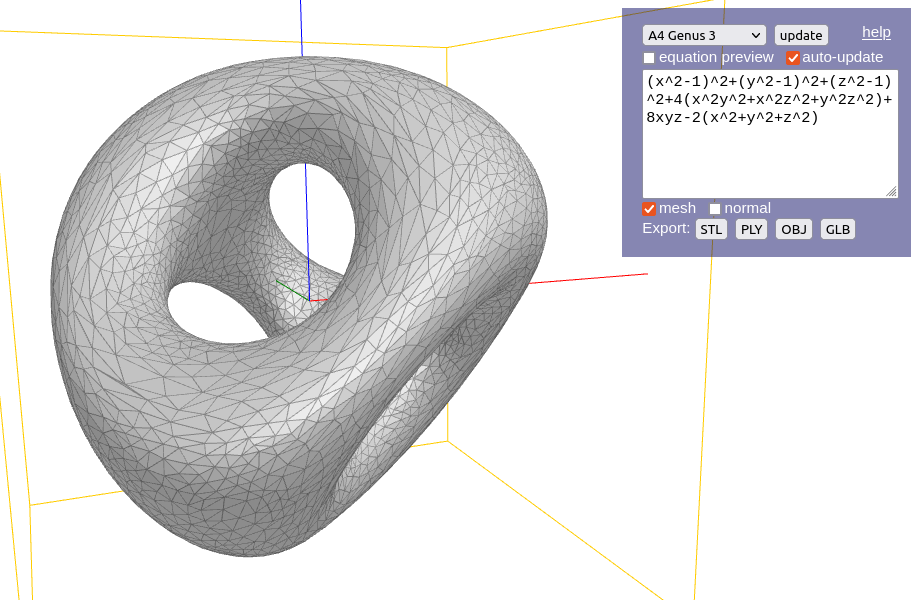 A4 Genus 3 update help
equation preview auto-update
(x^2-1)^2+(y^2-1)^2+(z^2-1)
^2+4(x^2y^2+x^2z^2+y^2z^2)+
8xyz-2(x^2+y^2+z^2)
mesh normal
Export: STL PLY OBJ GLB